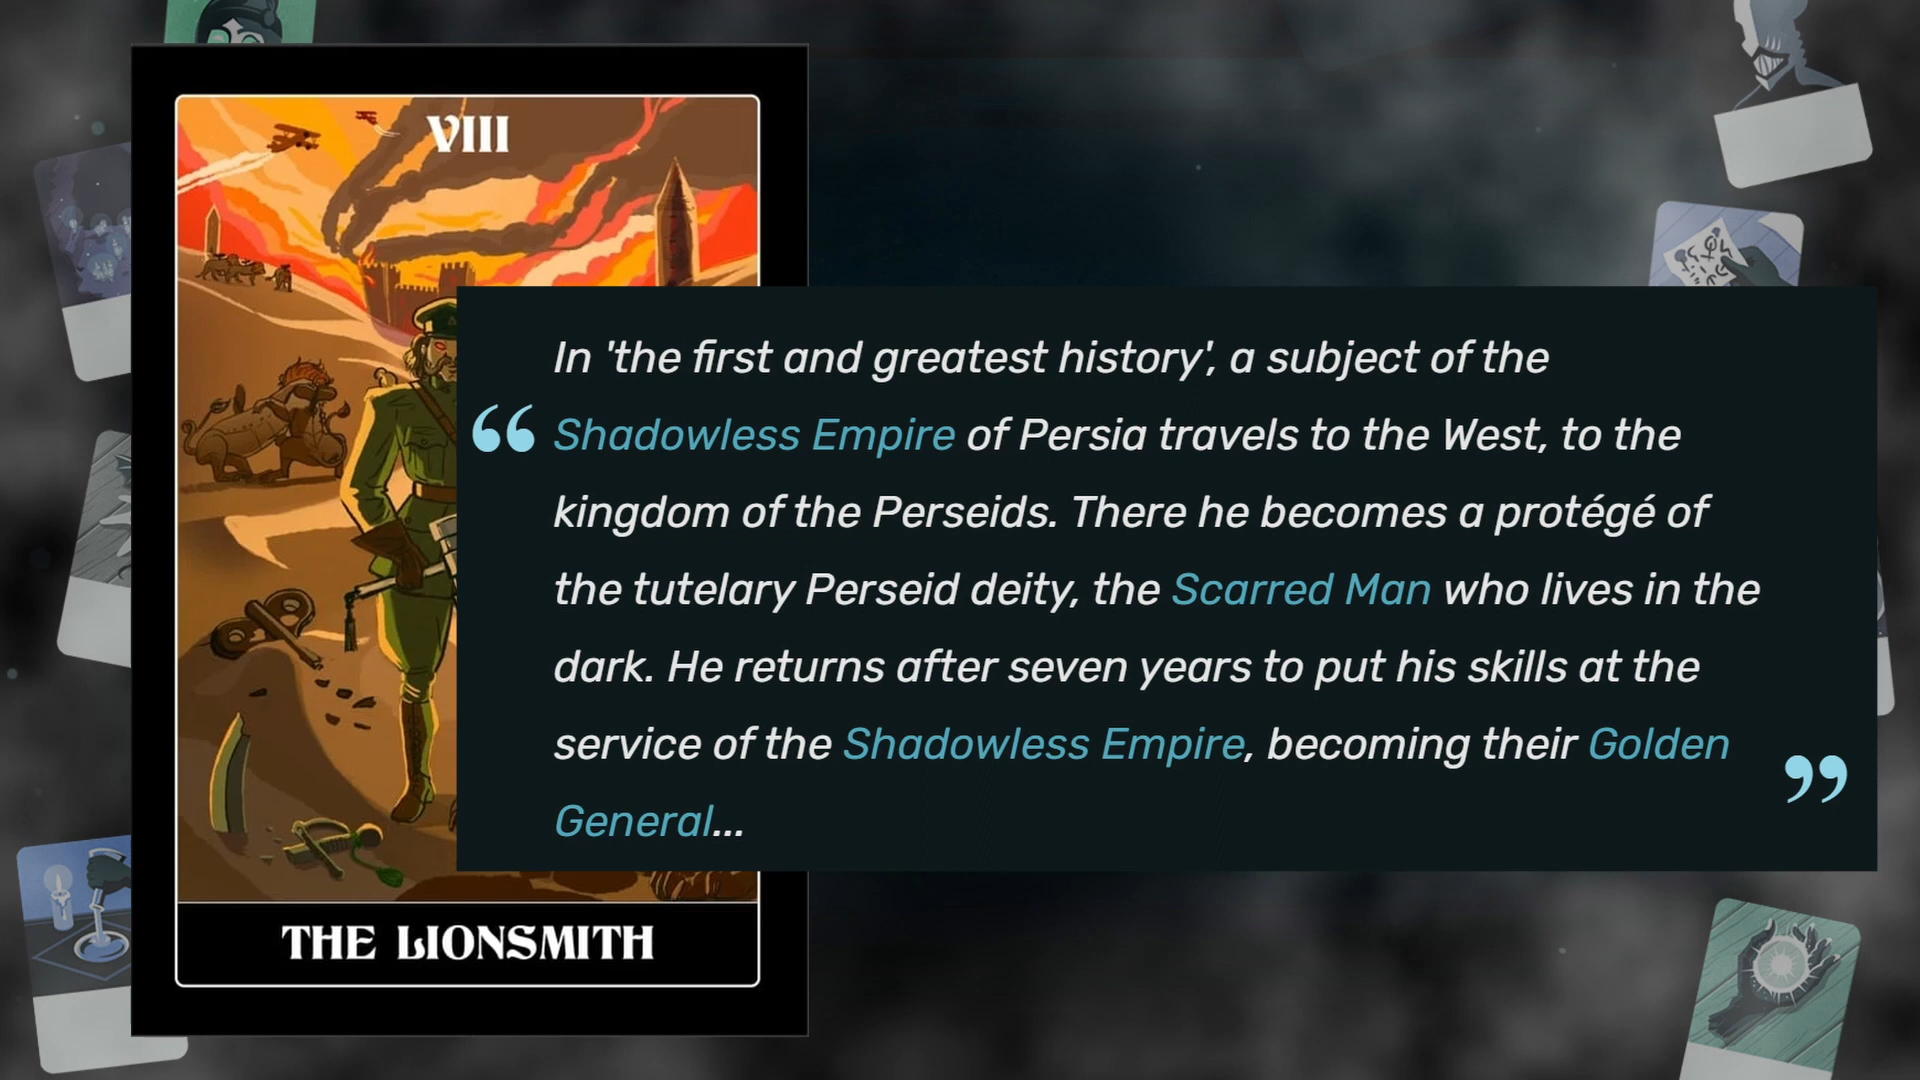 VIII
In 'the first and greatest history', a subject of the
“ Shadowless Empire of Persia travels to the West, to the
kingdom of the Perseids. There he becomes a protégé of
the tutelary Perseid deity, the Scarred Man who lives in the
dark. He returns after seven years to put his skills at the
service of the Shadowless Empire, becoming their Golden
General... ”
THE LIONSMITH